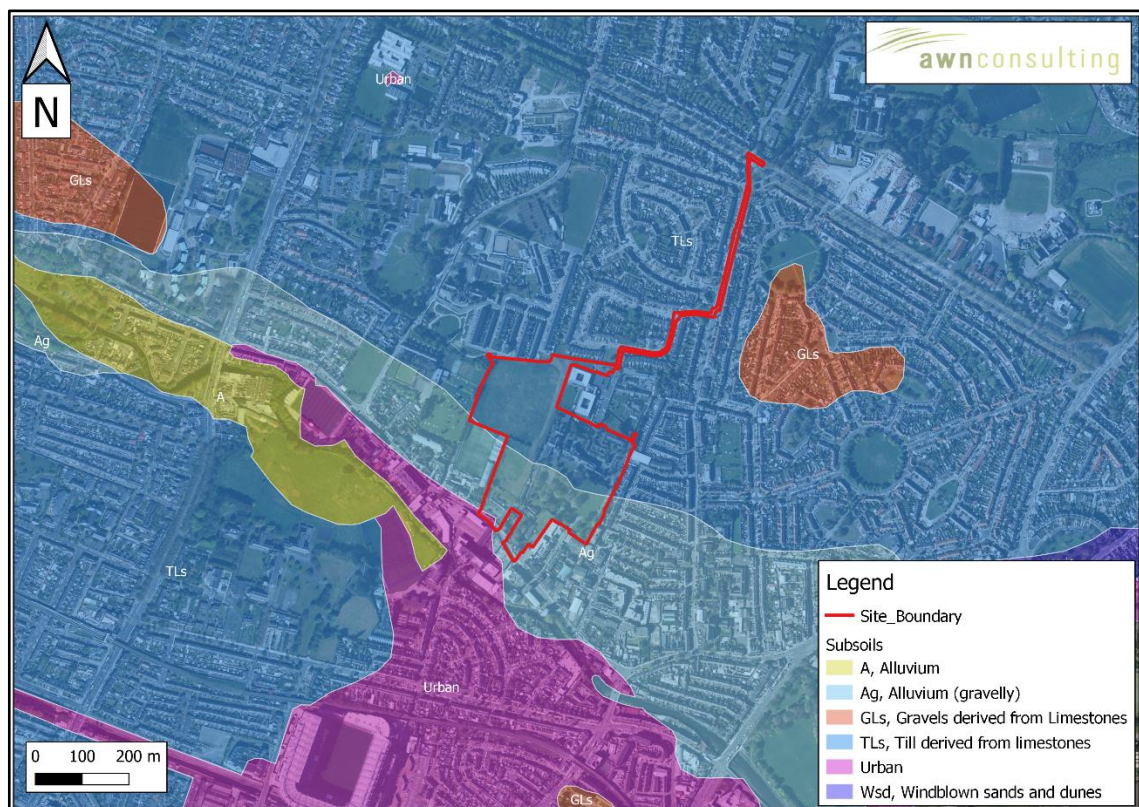 awnconsulting
N
Urban
GLs
TLs
GLs
Ag
A
Ag
TLs
Urban
GLs
0 100 200 m
Legend
Site_Boundary
Subsoils
A, Alluvium
Ag, Alluvium (gravelly)
GLs, Gravels derived from Limestones
TLs, Till derived from limestones
Urban
Wsd, Windblown sands and dunes